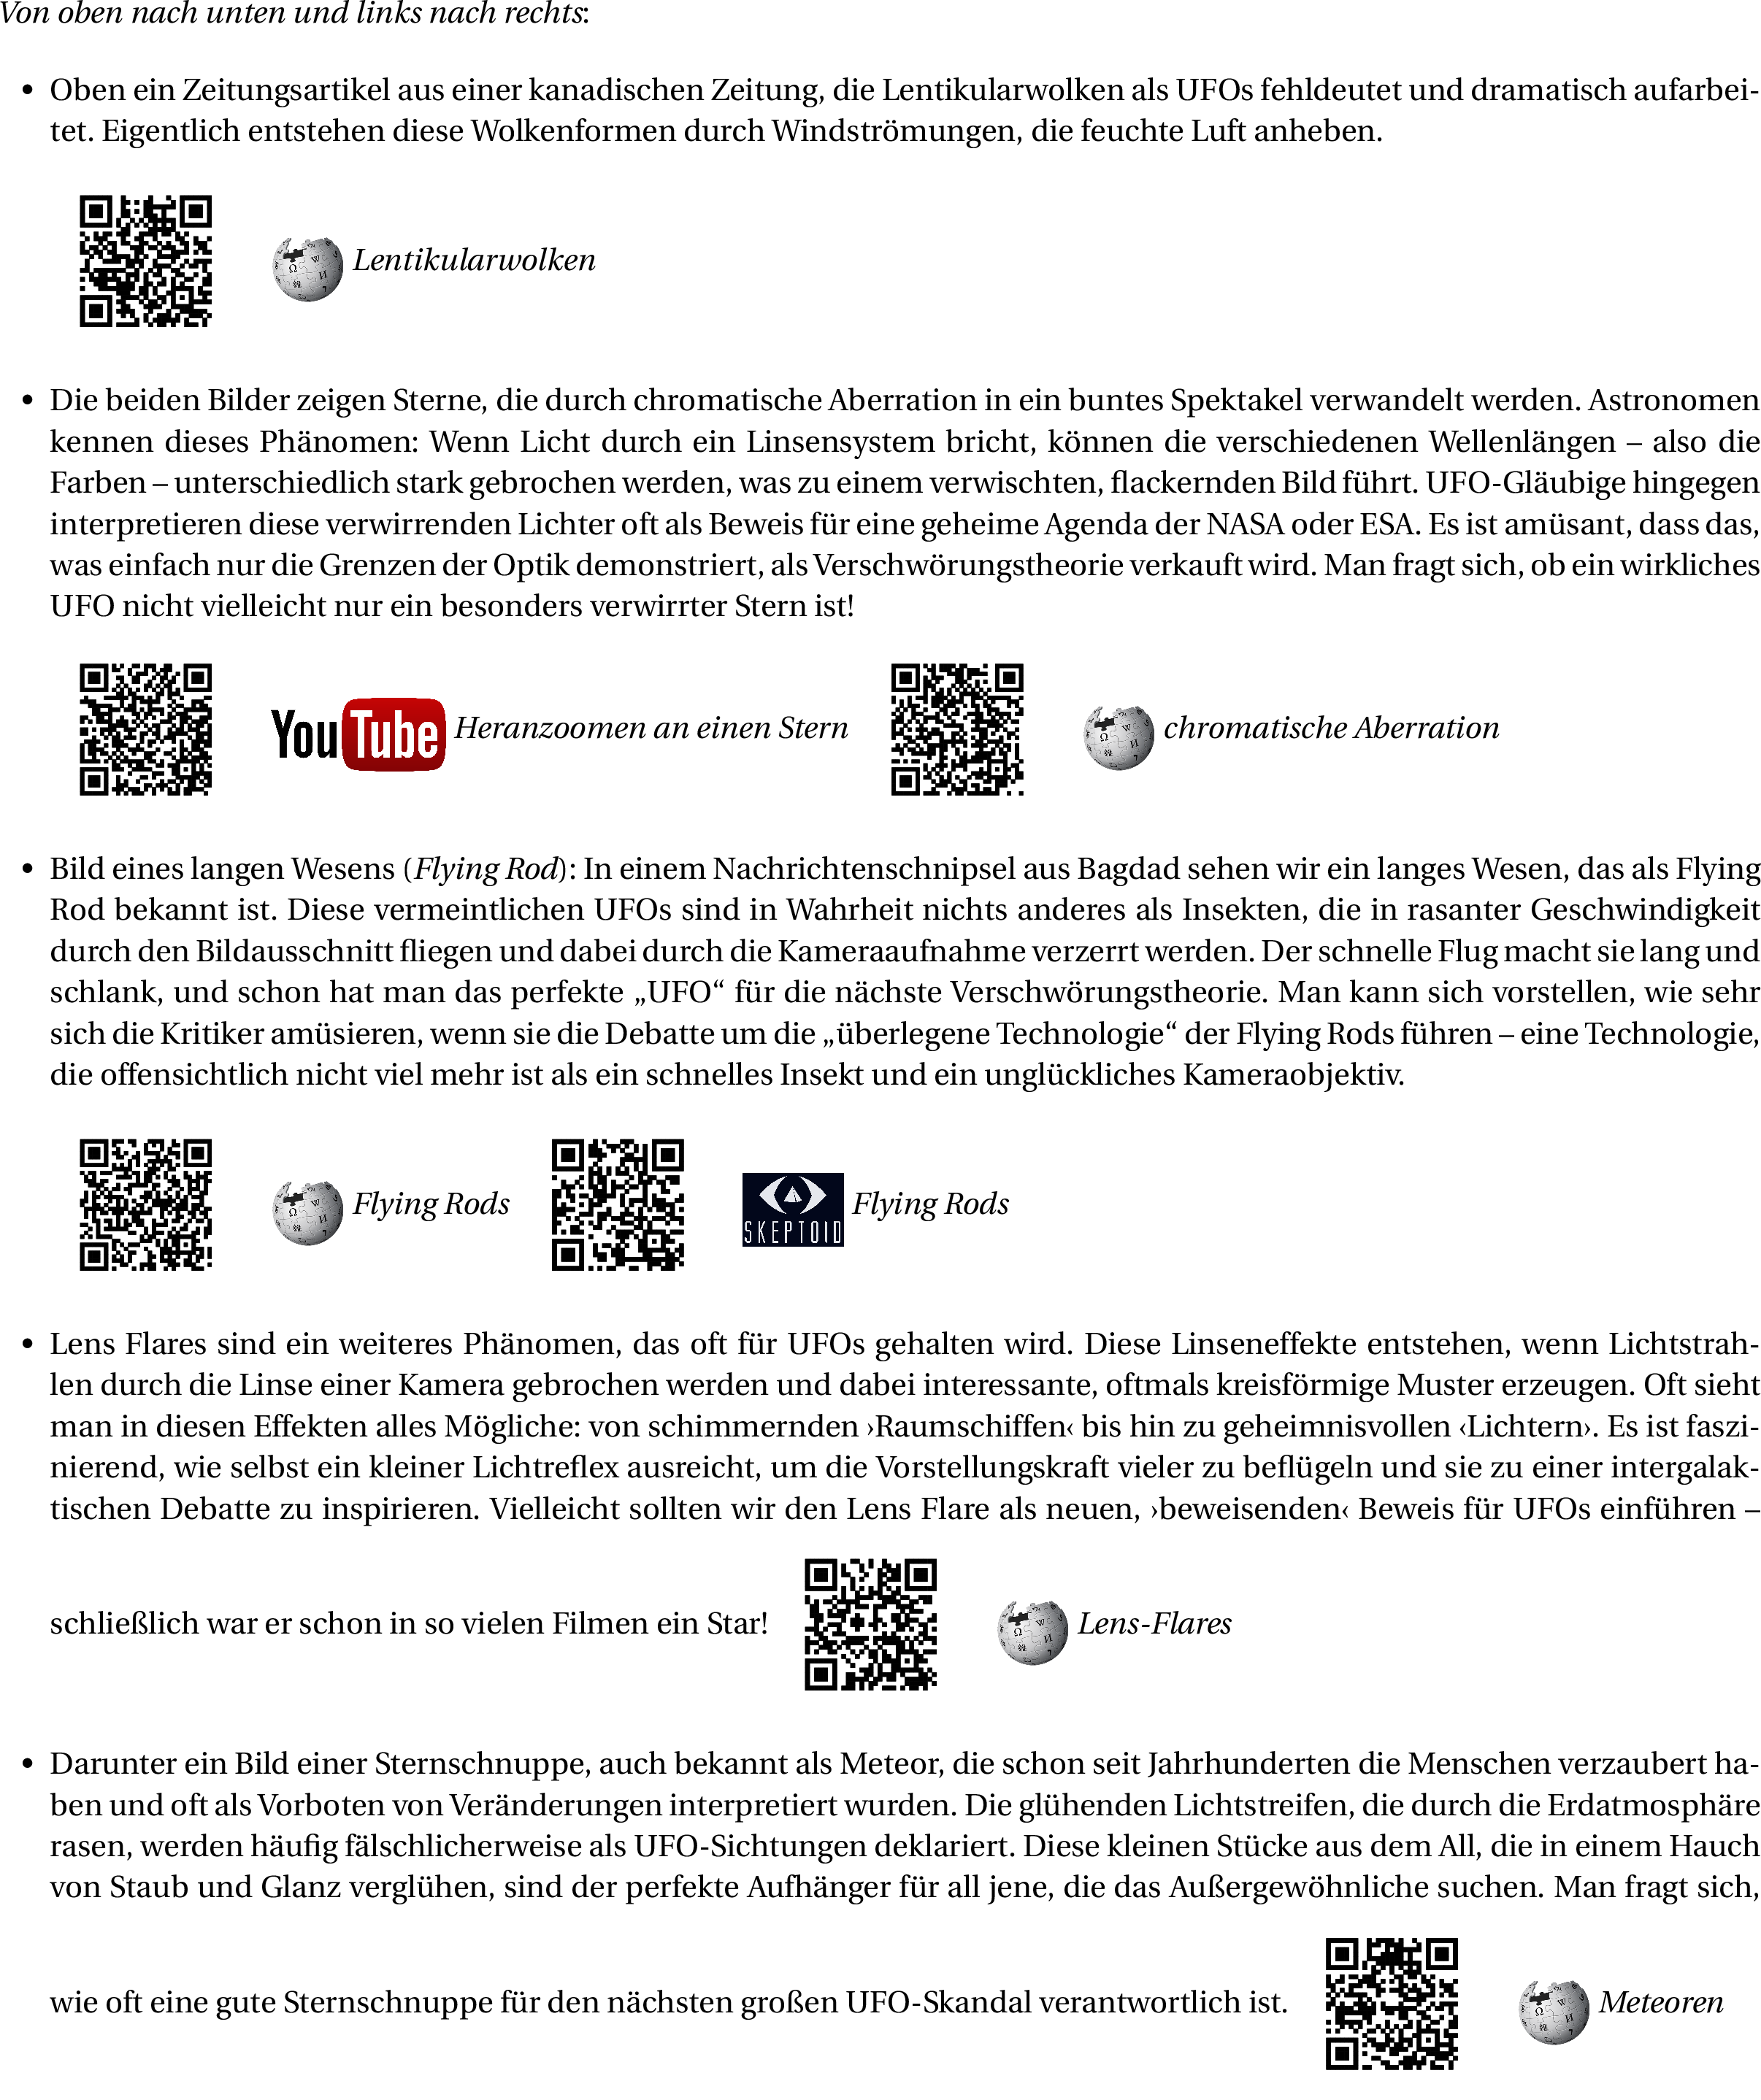 Von oben nach unten und links nach rechts:
• Oben ein Zeitungsartikel aus einer kanadischen Zeitung, die Lentikularwolken als UFOs fehldeutet und dramatisch aufarbei-
tet. Eigentlich entstehen diese Wolkenformen durch Windströmungen, die feuchte Luft anheben.
Lentikularwolken
• Die beiden Bilder zeigen Sterne, die durch chromatische Aberration in ein buntes Spektakel verwandelt werden. Astronomen
kennen dieses Phänomen: Wenn Licht durch ein Linsensystem bricht, können die verschiedenen Wellenlängen – also die
Farben – unterschiedlich stark gebrochen werden, was zu einem verwischten, flackernden Bild führt. UFO-Gläubige hingegen
interpretieren diese verwirrenden Lichter oft als Beweis für eine geheime Agenda der NASA oder ESA. Es ist amüsant, dass das,
was einfach nur die Grenzen der Optik demonstriert, als Verschwörungstheorie verkauft wird. Man fragt sich, ob ein wirkliches
UFO nicht vielleicht nur ein besonders verwirrter Stern ist!
YouTube Heranzoomen an einen Stern chromatische Aberration
• Bild eines langen Wesens (Flying Rod): In einem Nachrichtenschnipsel aus Bagdad sehen wir ein langes Wesen, das als Flying
Rod bekannt ist. Diese vermeintlichen UFOs sind in Wahrheit nichts anderes als Insekten, die in rasanter Geschwindigkeit
durch den Bildausschnitt fliegen und dabei durch die Kameraaufnahme verzerrt werden. Der schnelle Flug macht sie lang und
schlank, und schon hat man das perfekte „UFO“ für die nächste Verschwörungstheorie. Man kann sich vorstellen, wie sehr
sich die Kritiker amüsieren, wenn sie die Debatte um die „überlegene Technologie“ der Flying Rods führen – eine Technologie,
die offensichtlich nicht viel mehr ist als ein schnelles Insekt und ein unglückliches Kameraobjektiv.
Flying Rods SKEPTOID Flying Rods
• Lens Flares sind ein weiteres Phänomen, das oft für UFOs gehalten wird. Diese Linseneffekte entstehen, wenn Lichtstrah-
len durch die Linse einer Kamera gebrochen werden und dabei interessante, oftmals kreisförmige Muster erzeugen. Oft sieht
man in diesen Effekten alles Mögliche: von schimmernden ›Raumschiffen‹ bis hin zu geheimnisvollen ‹Lichtern›. Es ist faszi-
nierend, wie selbst ein kleiner Lichtreflex ausreicht, um die Vorstellungskraft vieler zu beflügeln und sie zu einer intergalak-
tischen Debatte zu inspirieren. Vielleicht sollten wir den Lens Flare als neuen, ›beweisenden‹ Beweis für UFOs einführen –
schließlich war er schon in so vielen Filmen ein Star! Lens-Flares
• Darunter ein Bild einer Sternschnuppe, auch bekannt als Meteor, die schon seit Jahrhunderten die Menschen verzaubert ha-
ben und oft als Vorboten von Veränderungen interpretiert wurden. Die glühenden Lichtstreifen, die durch die Erdatmosphäre
rasen, werden häufig fälschlicherweise als UFO-Sichtungen deklariert. Diese kleinen Stücke aus dem All, die in einem Hauch
von Staub und Glanz verglühen, sind der perfekte Aufhänger für all jene, die das Außergewöhnliche suchen. Man fragt sich,
wie oft eine gute Sternschnuppe für den nächsten großen UFO-Skandal verantwortlich ist. Meteoren